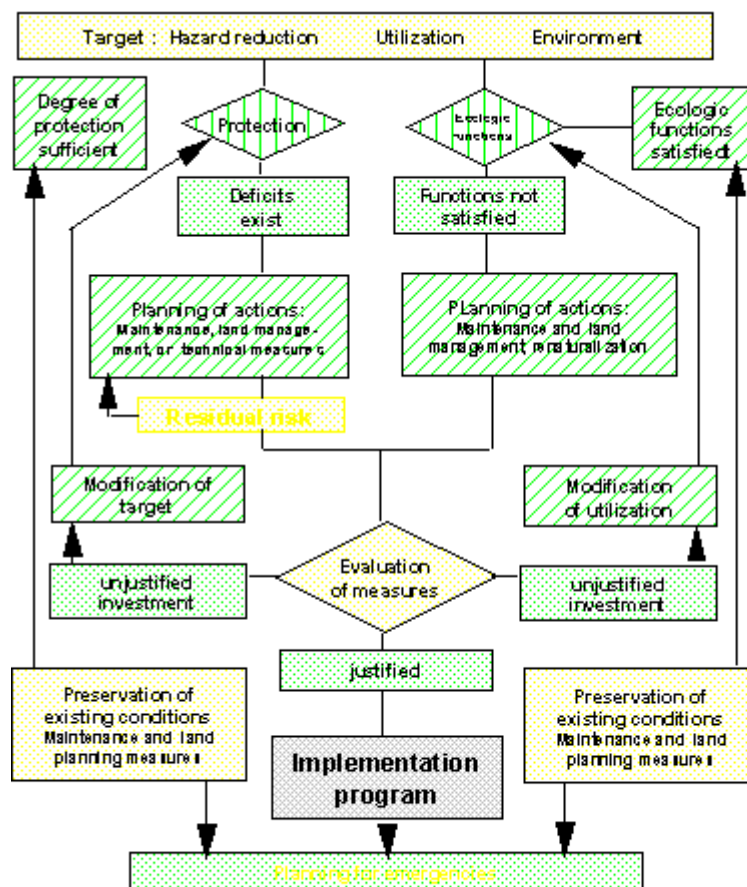 Target : Hazard reduction Utilization Environment
Degree of
protection
sufficient
Protection
Ecologic
functions
Ecologic
functions
satisfiedt
Deficits
exist
Functions not
satisfied
Planning of actions:
Maintenance, land manage-
ment, or technical measures
PLanning of actions:
Maintenance and land
management, renaturalization
Residual risk
Modification of
target
Modification
of utilization
Evaluation
of measures
unjustified
investment
unjustified
investment
justified
Preservation of
existing conditions
Maintenance and land
planning measures
Implementation
program
Preservation of
existing conditions
Maintenance and land
planning measures
Planning for emergencies